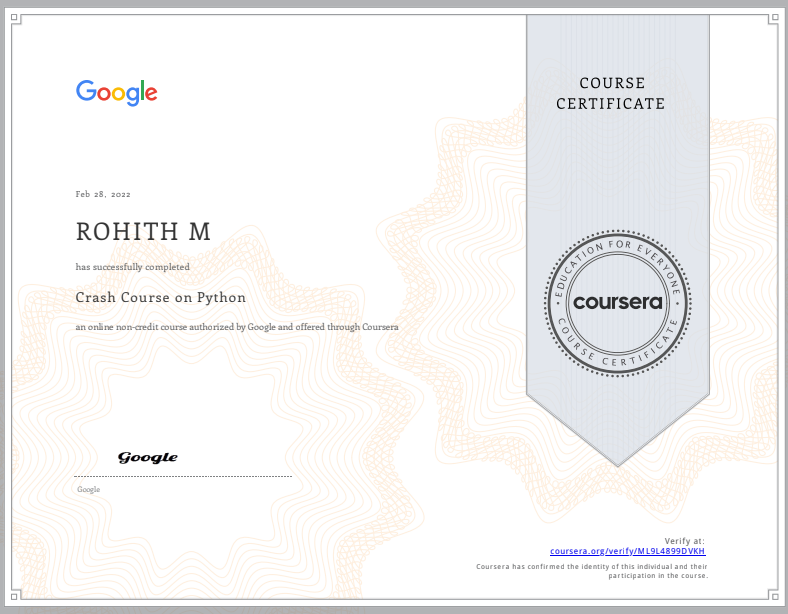 Google
COURSE
CERTIFICATE
Feb 28, 2022
ROHITH M
has successfully completed
Crash Course on Python
an online non-credit course authorized by Google and offered through Coursera
EDUCATION FOR EVERYONE
coursera
COURSE CERTIFICATE
Google
Google
Verify at:
coursera.org/verify/ML9L4899DVKH
Coursera has confirmed the identity of this individual and their
participation in the course.